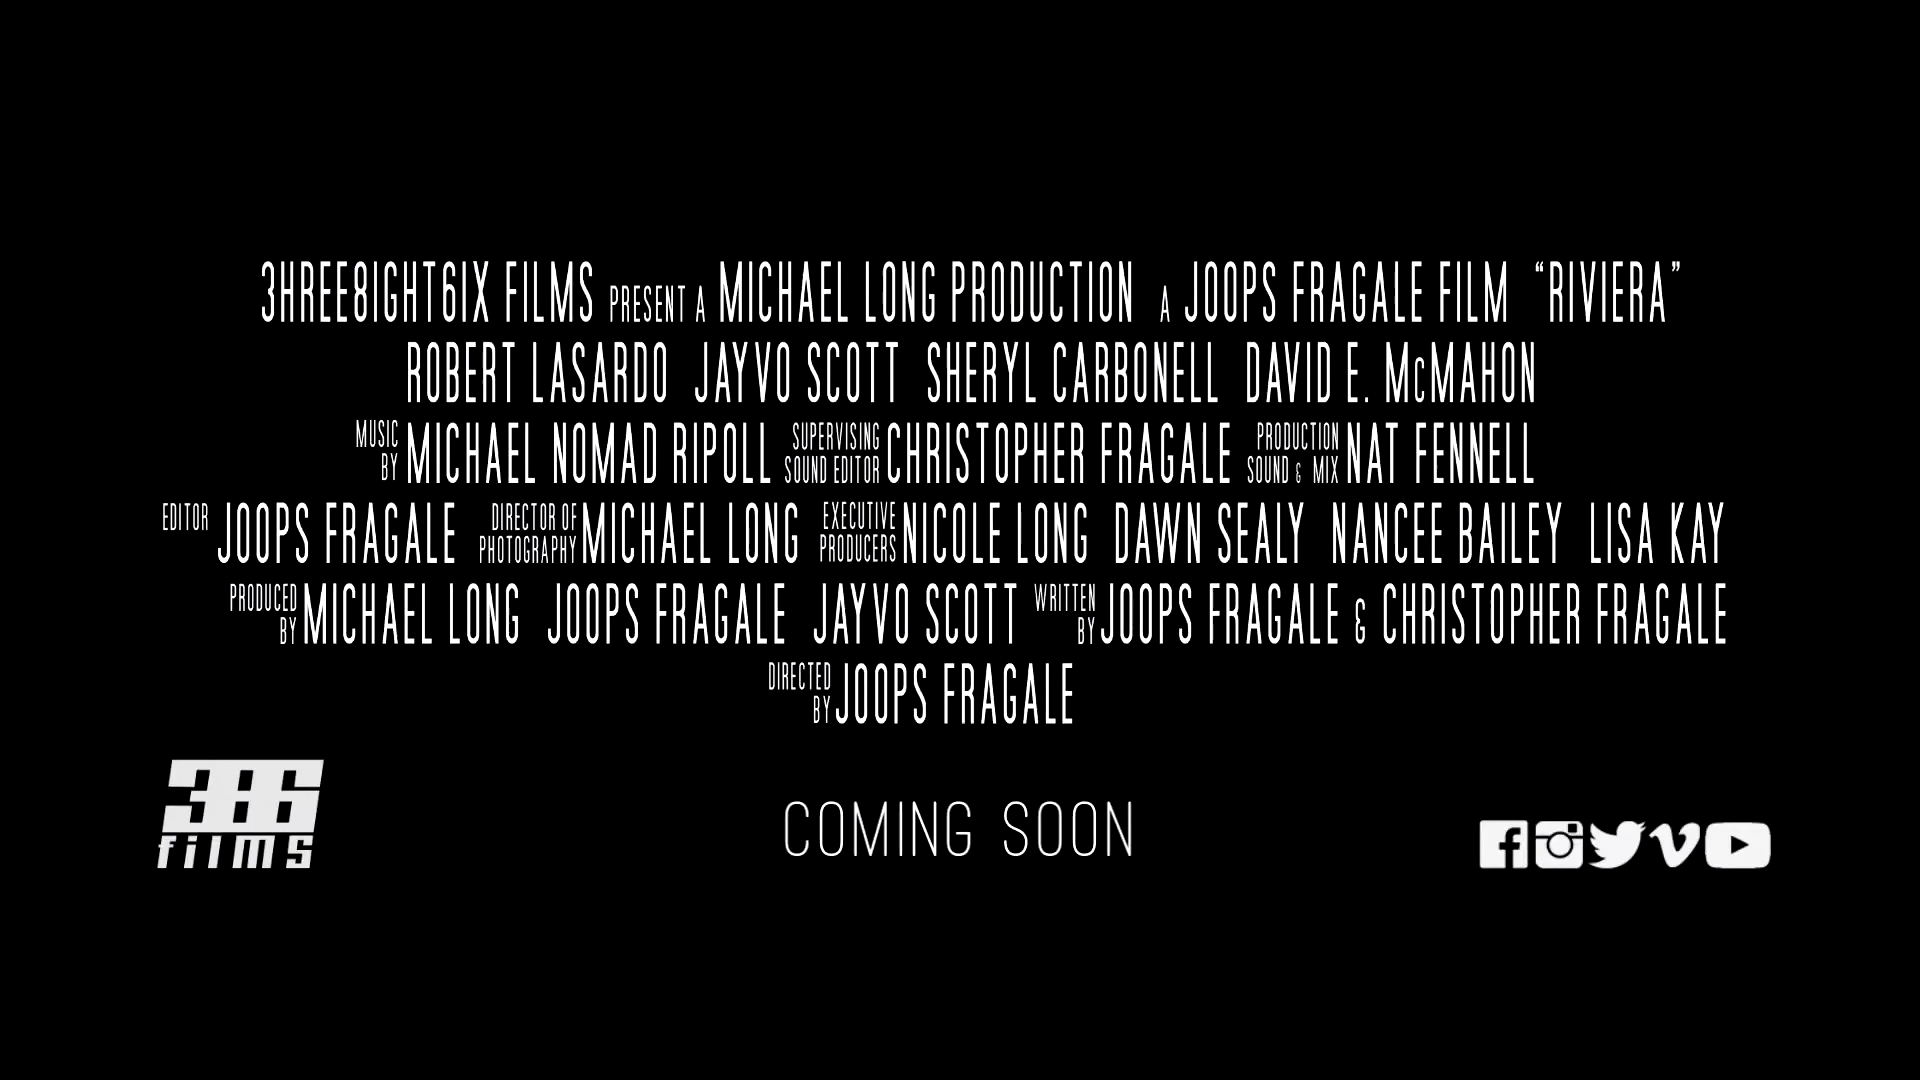 3HREE8IGHT6IX FILMS PRESENT A MICHAEL LONG PRODUCTION A JOOPS FRAGALE FILM “RIVIERA”
ROBERT LASARDO JAYVO SCOTT SHERYL CARBONELL DAVID E. McMAHON
MUSIC BY MICHAEL NOMAD RIPOLL SUPERVISING SOUND EDITOR CHRISTOPHER FRAGALE PRODUCTION SOUND & MIX NAT FENNELL
EDITOR JOOPS FRAGALE DIRECTOR OF PHOTOGRAPHY MICHAEL LONG EXECUTIVE PRODUCERS NICOLE LONG DAWN SEALY NANCEE BAILEY LISA KAY
PRODUCED BY MICHAEL LONG JOOPS FRAGALE JAYVO SCOTT WRITTEN BY JOOPS FRAGALE & CHRISTOPHER FRAGALE
DIRECTED BY JOOPS FRAGALE
386
films
COMING SOON